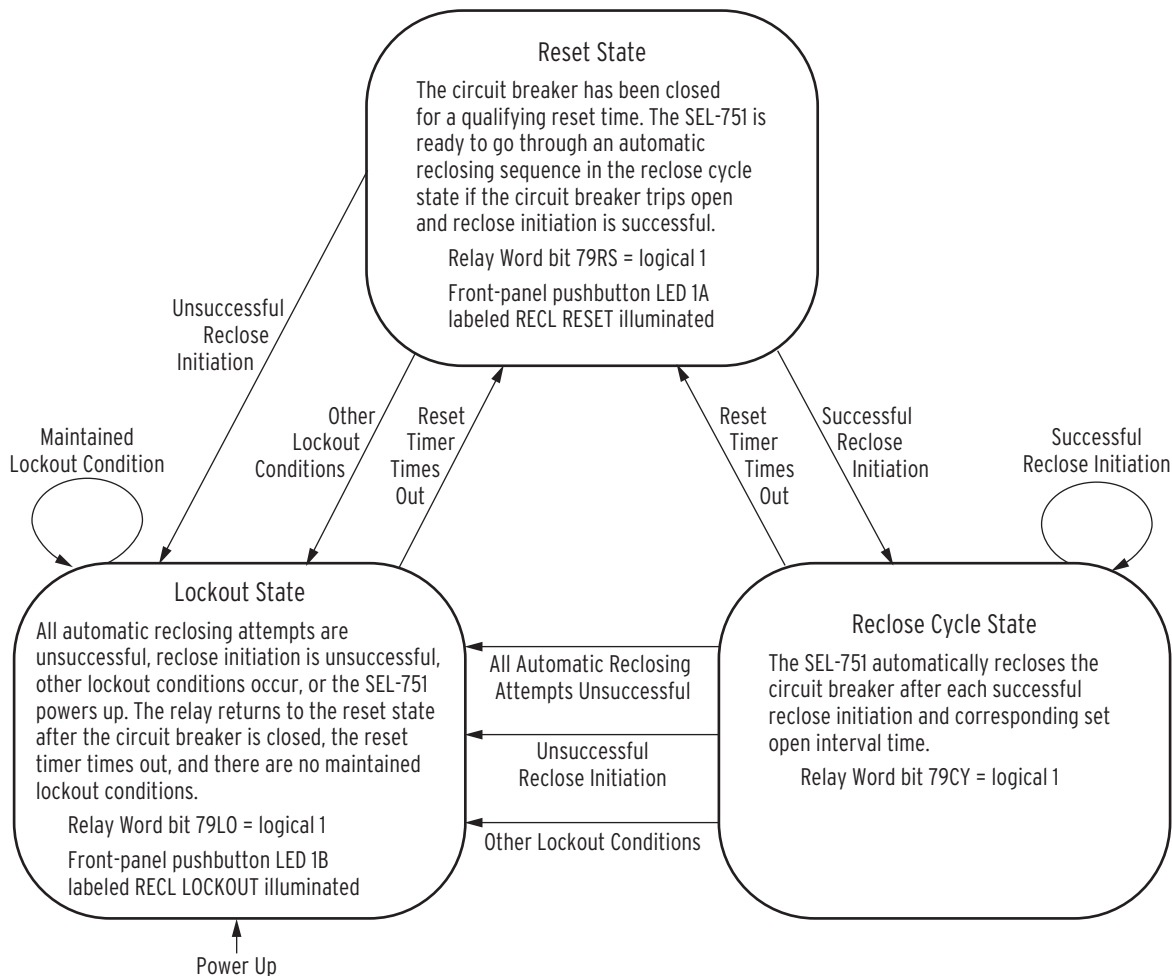 Reset State
The circuit breaker has been closed
for a qualifying reset time. The SEL-751 is
ready to go through an automatic
reclosing sequence in the reclose cycle
state if the circuit breaker trips open
and reclose initiation is successful.
Relay Word bit 79RS = logical 1
Front-panel pushbutton LED 1A
labeled RECL RESET illuminated
Unsuccessful
Reclose
Initiation
Other
Lockout
Conditions
Reset
Timer
Times
Out
Reset
Timer
Times
Out
Successful
Reclose
Initiation
Maintained
Lockout Condition
Successful
Reclose Initiation
Lockout State
All automatic reclosing attempts are
unsuccessful, reclose initiation is unsuccessful,
other lockout conditions occur, or the SEL-751
powers up. The relay returns to the reset state
after the circuit breaker is closed, the reset
timer times out, and there are no maintained
lockout conditions.
Relay Word bit 79LO = logical 1
Front-panel pushbutton LED 1B
labeled RECL LOCKOUT illuminated
All Automatic Reclosing
Attempts Unsuccessful
Unsuccessful
Reclose Initiation
Other Lockout Conditions
Reclose Cycle State
The SEL-751 automatically recloses the
circuit breaker after each successful
reclose initiation and corresponding set
open interval time.
Relay Word bit 79CY = logical 1
Power Up